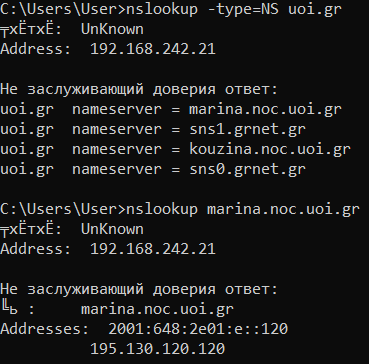 C:\Users\User>nslookup -type=NS uoi.gr
╤хЁтхЁ:  UnKnown
Address:  192.168.242.21
Не заслуживающий доверия ответ:
uoi.gr  nameserver = marina.noc.uoi.gr
uoi.gr  nameserver = sns1.grnet.gr
uoi.gr  nameserver = kouzina.noc.uoi.gr
uoi.gr  nameserver = sns0.grnet.gr
C:\Users\User>nslookup marina.noc.uoi.gr
╤хЁтхЁ:  UnKnown
Address:  192.168.242.21
Не заслуживающий доверия ответ:
╚ь :     marina.noc.uoi.gr
Addresses:  2001:648:2e01:e::120
195.130.120.120